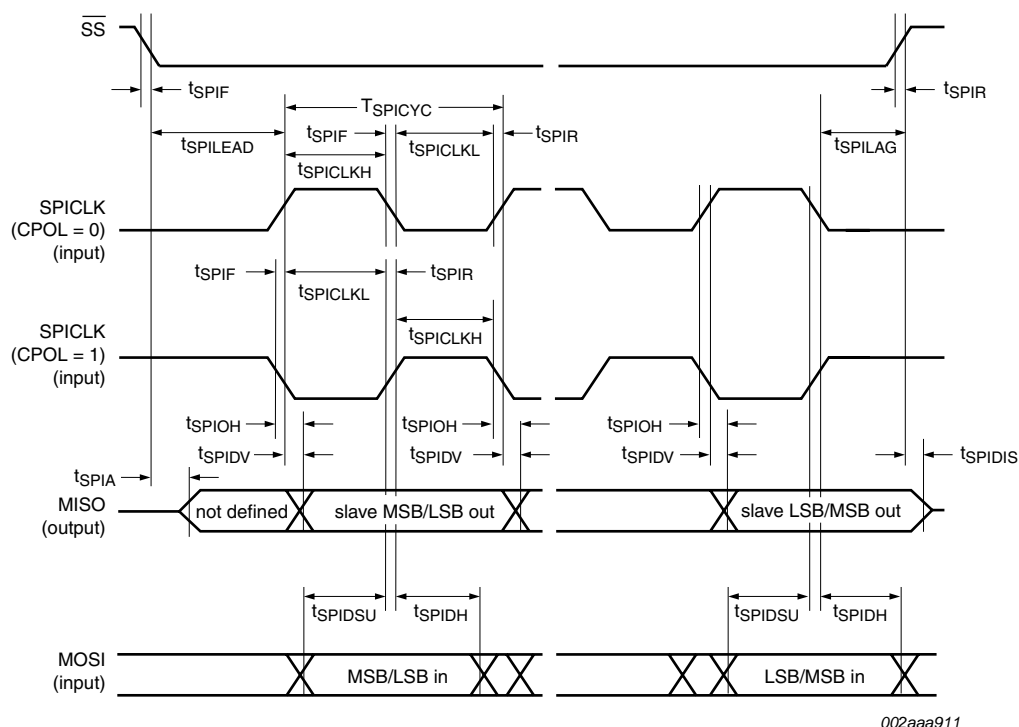 SS
tSPIF
tSPIR
TSPICYC
tSPILEAD
tSPIF
tSPICLKL
tSPIR
tSPILAG
tSPICLKH
SPICLK
(CPOL = 0)
(input)
tSPIF
tSPICLKL
tSPIR
SPICLK
(CPOL = 1)
(input)
tSPICLKH
tSPIOH
tSPIOH
tSPIOH
tSPIDV
tSPIDV
tSPIDV
tSPIDIS
tSPIA
MISO
(output)
not defined
slave MSB/LSB out
slave LSB/MSB out
tSPIDSU
tSPIDH
tSPIDSU
tSPIDH
MOSI
(input)
MSB/LSB in
LSB/MSB in
002aaa911